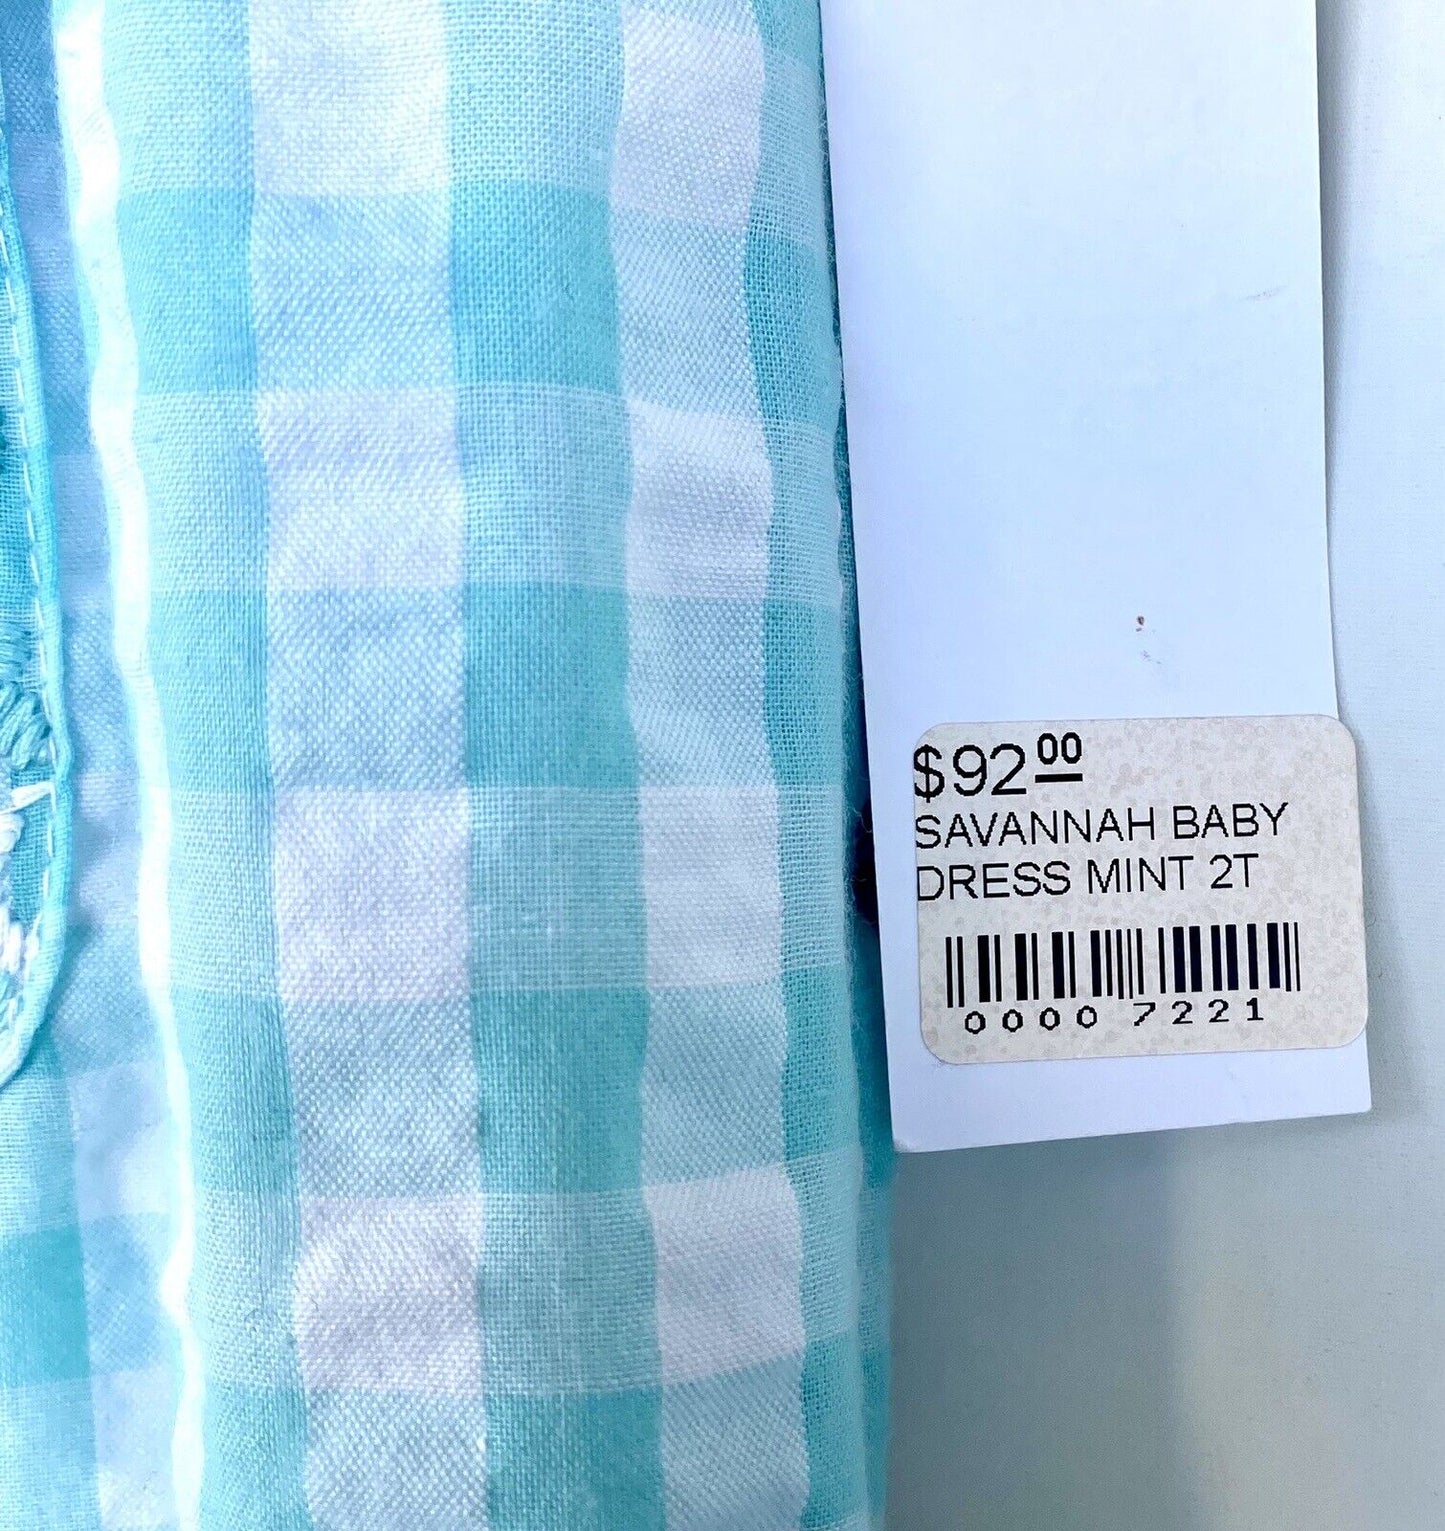 $92 00
SAVANNAH BABY
DRESS MINT 2T
0000 7221